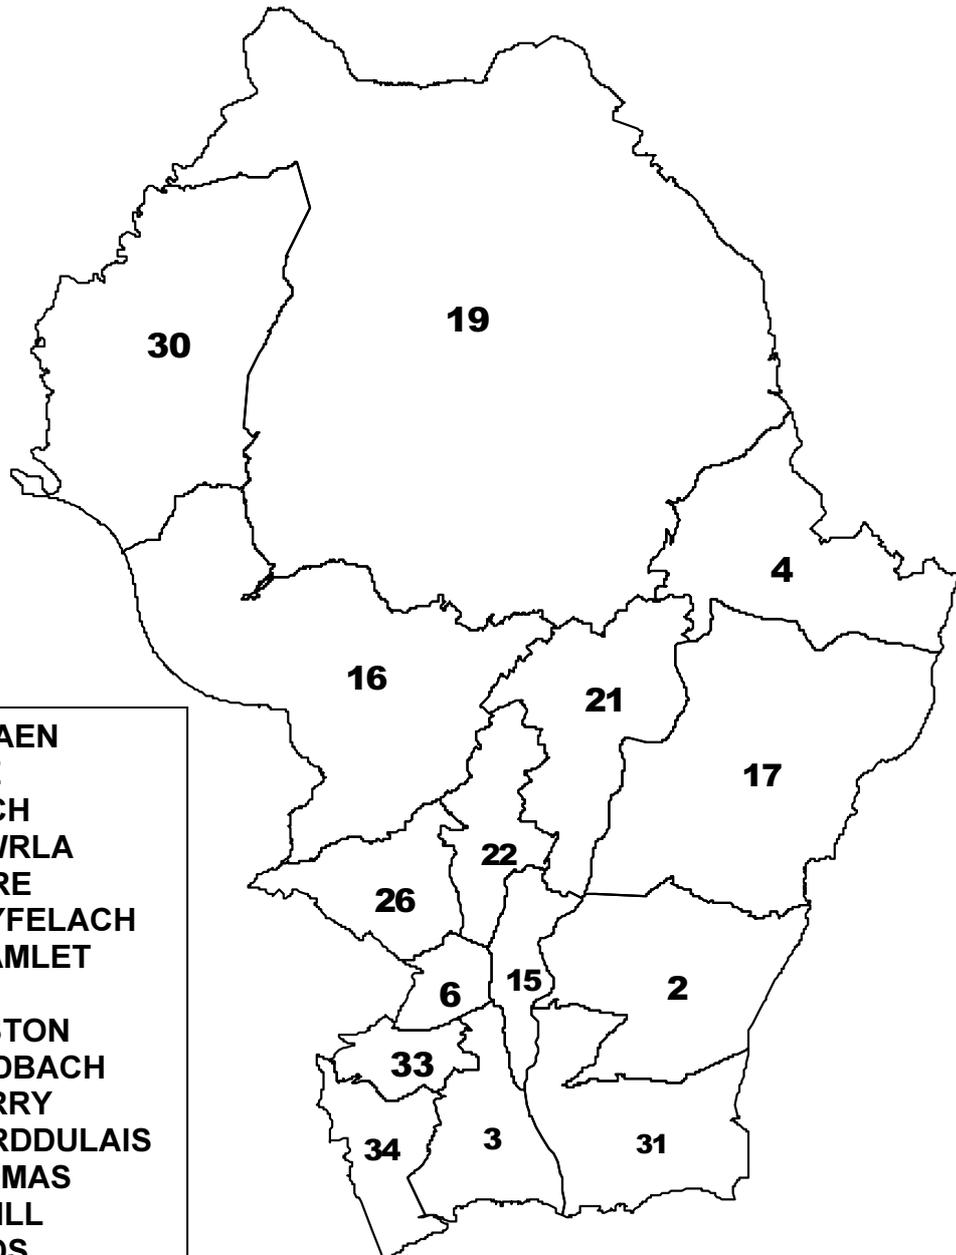 19
30
4
16
21
17
22
26
15
2
6
33
3
31
34
AEN
CH
WRLA
RE
YFELACH
AMLET
STON
DBACH
RRY
RDDULAIS
MAS
ILL
OS